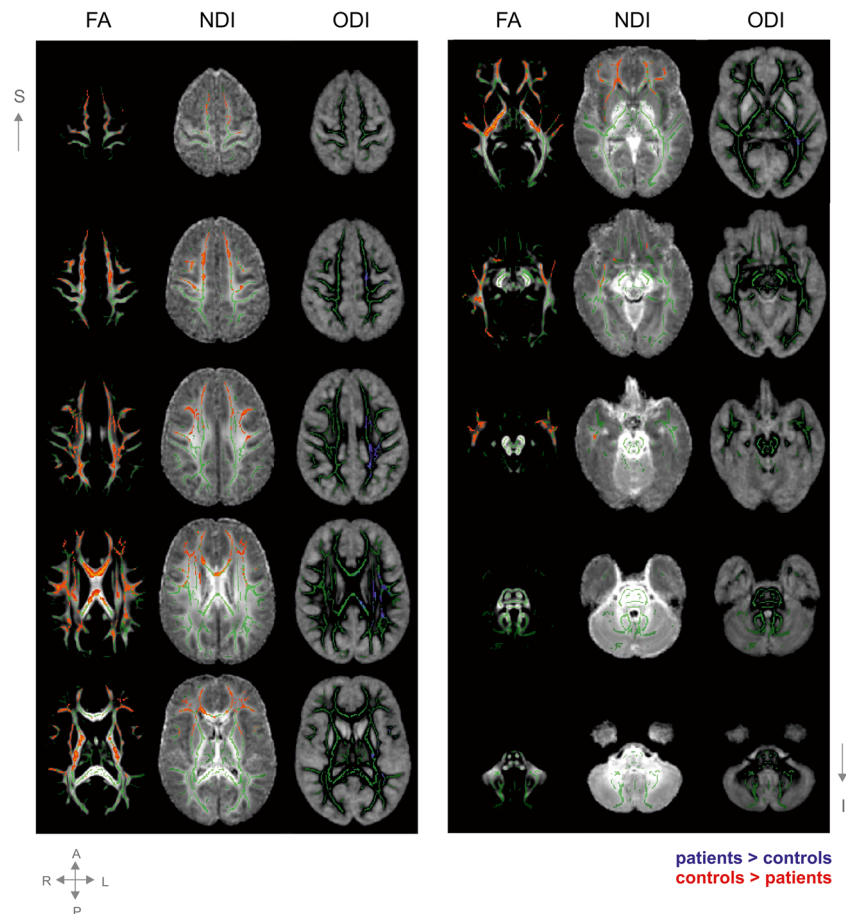 FA NDI ODI FA NDI ODI
S
I
A
R L
P
patients > controls
controls > patients